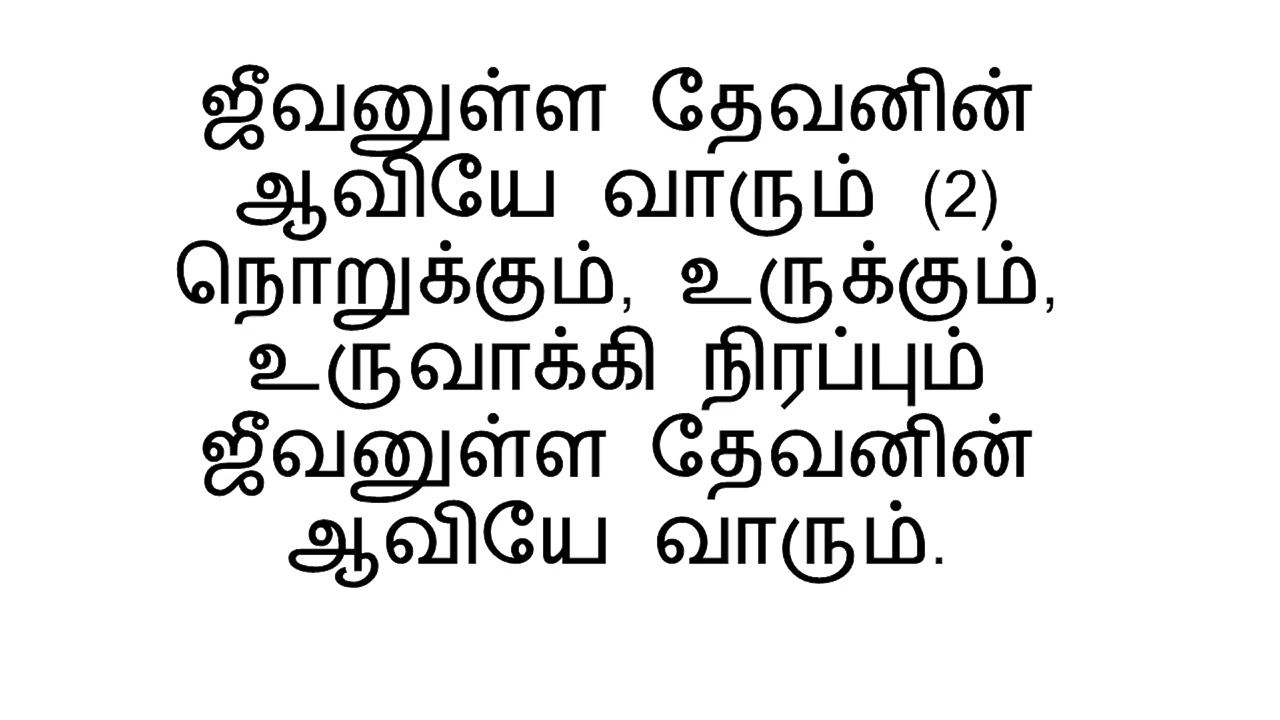 ஜீவனுள்ள தேவனின்
ஆவியே வாரும் (2)
நொறுக்கும், உருக்கும்,
உருவாக்கி நிரப்பும்
ஜீவனுள்ள தேவனின்
ஆவியே வாரும்.